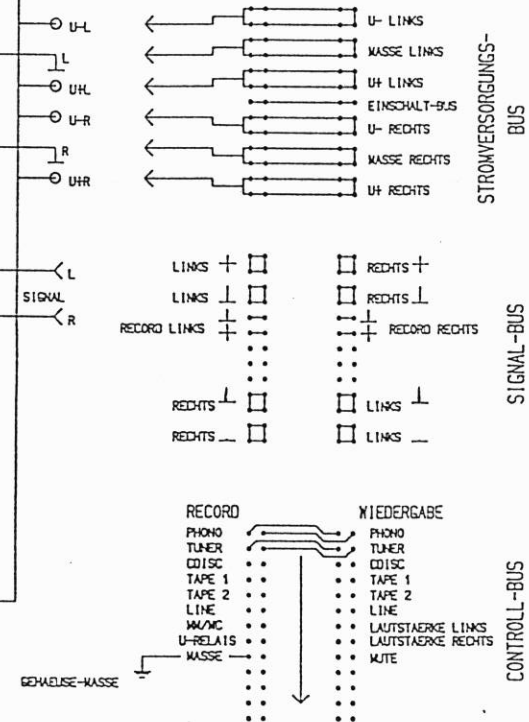 U-L
U- LINKS
L
MASSE LINKS
U+L
U+ LINKS
EINSCHALT-BUS
U-R
U- RECHTS
R
MASSE RECHTS
U+R
U+ RECHTS
STROMVERSORGUNGS-
BUS
L
SIGNAL
R
LINKS +
RECHTS +
LINKS ⊥
RECHTS ⊥
⊥
⊥
RECORD LINKS +
+ RECORD RECHTS
RECHTS ⊥
LINKS ⊥
RECHTS —
LINKS —
SIGNAL-BUS
RECORD
WIEDERGABE
PHONO
PHONO
TUNER
TUNER
CDISC
CDISC
TAPE 1
TAPE 1
TAPE 2
TAPE 2
LINE
LINE
MM/MC
LAUTSTAERKE LINKS
U-RELAIS
LAUTSTAERKE RECHTS
MASSE
MUTE
GEHAEUSE-MASSE
CONTROLL-BUS